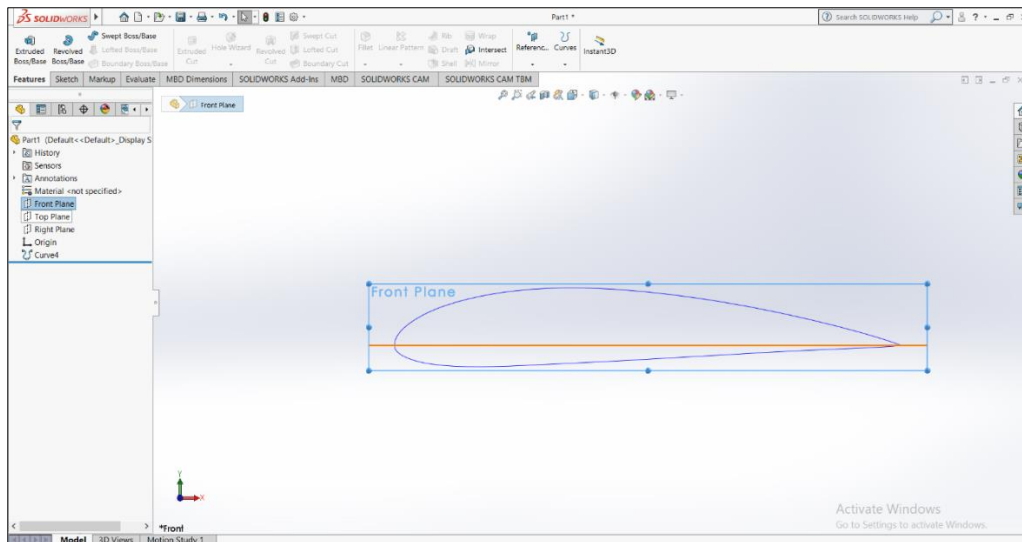 SOLIDWORKS
Part1 *
Search SOLIDWORKS Help
Extruded Boss/Base
Revolved Boss/Base
Swept Boss/Base
Lofted Boss/Base
Boundary Boss/Base
Extruded Cut
Hole Wizard
Revolved Cut
Swept Cut
Lofted Cut
Boundary Cut
Fillet
Linear Pattern
Rib
Draft
Shell
Wrap
Intersect
Mirror
Referenc...
Curves
Instant3D
Features Sketch Markup Evaluate MBD Dimensions SOLIDWORKS Add-Ins MBD SOLIDWORKS CAM SOLIDWORKS CAM TBM
Front Plane
Part1 (Default<<Default>_Display S
History
Sensors
Annotations
Material <not specified>
Front Plane
Top Plane
Right Plane
Origin
Curve4
Front Plane
Y
X
*Front
Activate Windows
Go to Settings to activate Windows.
Model 3D Views Motion Study 1